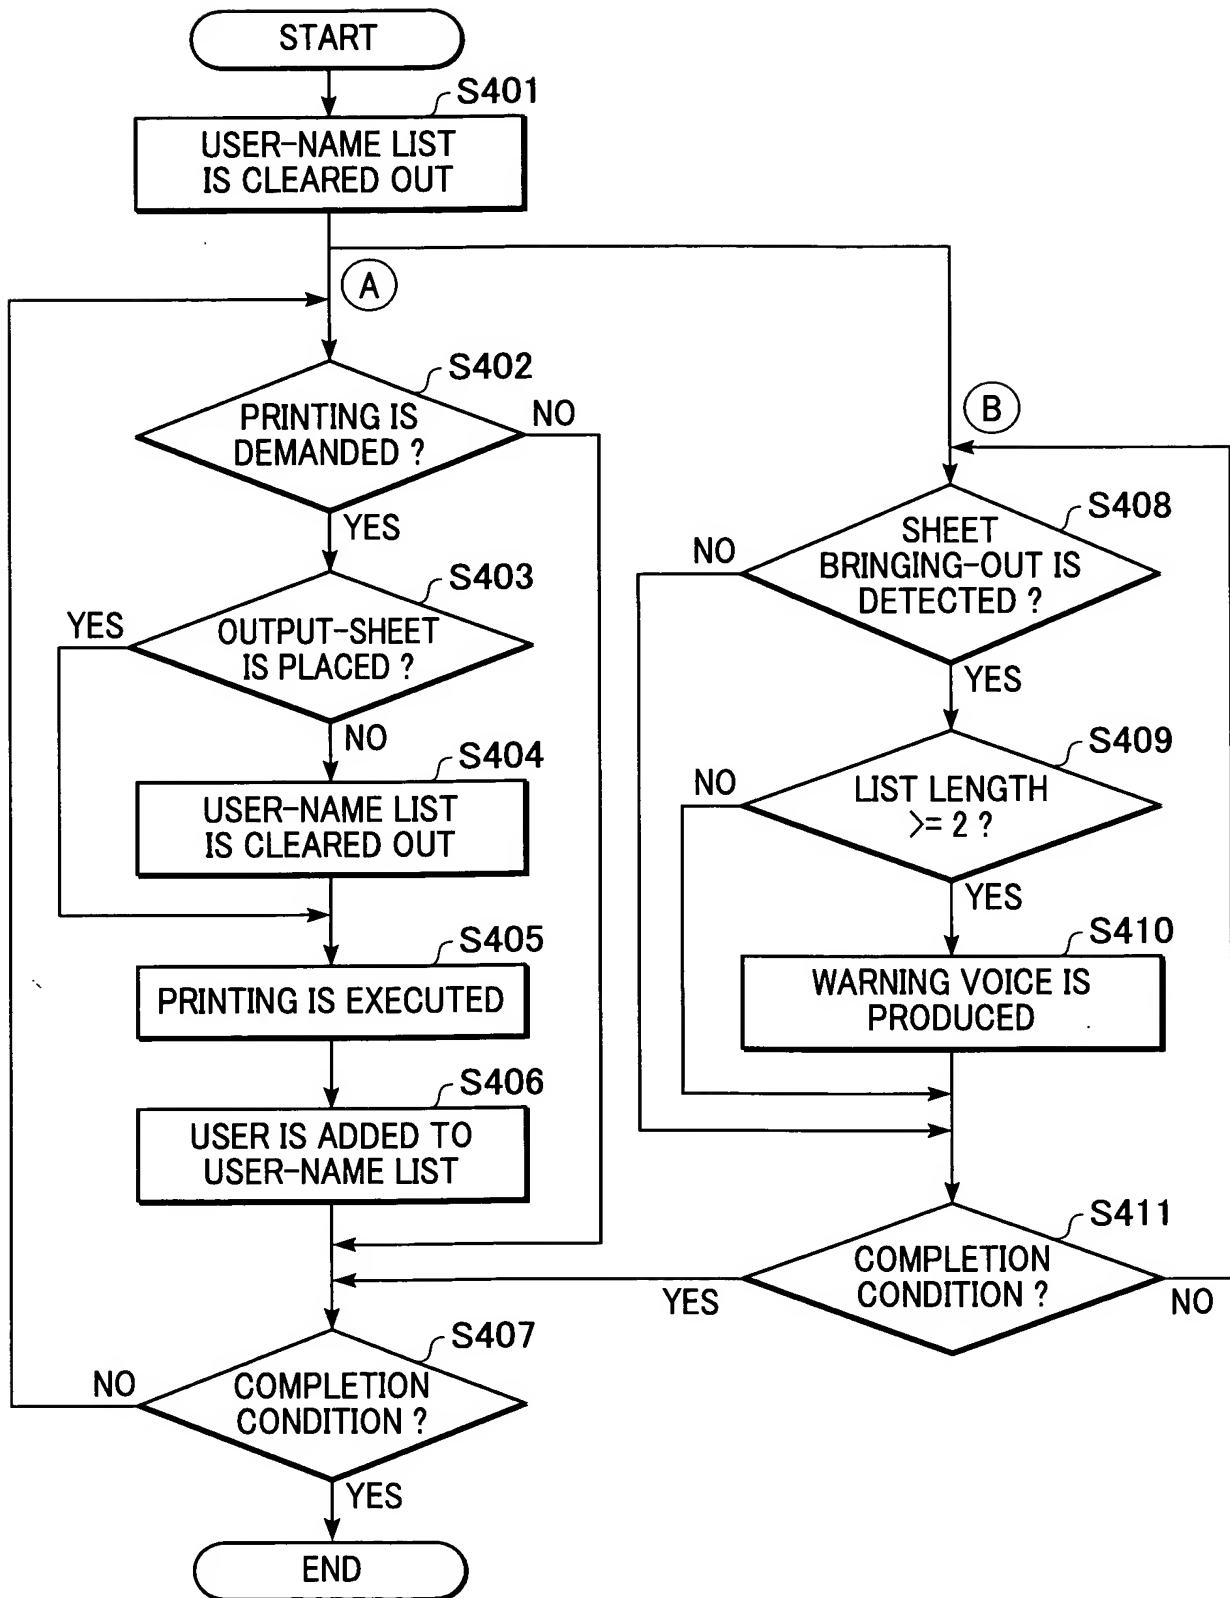 START
S401
USER-NAME LIST
IS CLEARED OUT
A
S402
PRINTING IS
DEMANDED ?
NO
YES
S403
OUTPUT-SHEET
IS PLACED ?
YES
NO
S404
USER-NAME LIST
IS CLEARED OUT
S405
PRINTING IS EXECUTED
S406
USER IS ADDED TO
USER-NAME LIST
S407
COMPLETION
CONDITION ?
NO
YES
END
B
S408
SHEET
BRINGING-OUT IS
DETECTED ?
NO
YES
S409
LIST LENGTH
>= 2 ?
NO
YES
S410
WARNING VOICE IS
PRODUCED
S411
COMPLETION
CONDITION ?
YES
NO